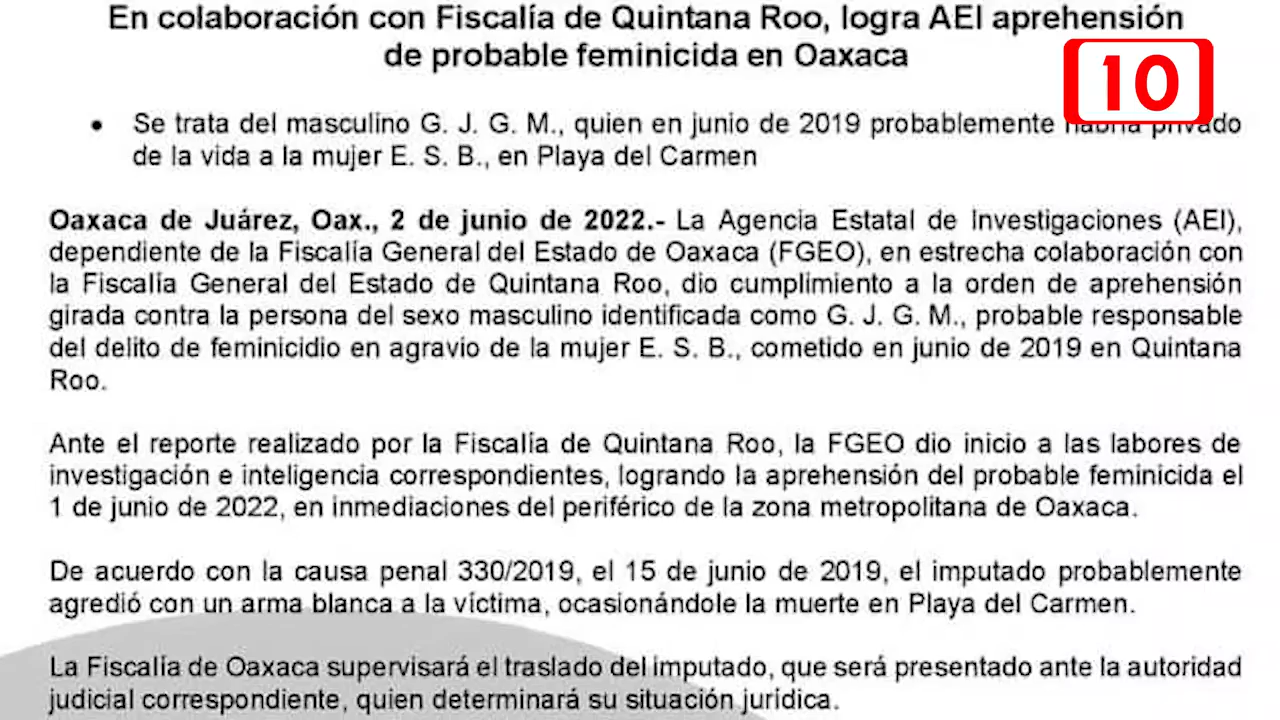 En colaboración con Fiscalía de Quintana Roo, logra AEI aprehensión
de probable feminicida en Oaxaca
10
• Se trata del masculino G. J. G. M., quien en junio de 2019 probablemente habría privado
de la vida a la mujer E. S. B., en Playa del Carmen
Oaxaca de Juárez, Oax., 2 de junio de 2022.- La Agencia Estatal de Investigaciones (AEI),
dependiente de la Fiscalía General del Estado de Oaxaca (FGEO), en estrecha colaboración con
la Fiscalía General del Estado de Quintana Roo, dio cumplimiento a la orden de aprehensión
girada contra la persona del sexo masculino identificada como G. J. G. M., probable responsable
del delito de feminicidio en agravio de la mujer E. S. B., cometido en junio de 2019 en Quintana
Roo.
Ante el reporte realizado por la Fiscalía de Quintana Roo, la FGEO dio inicio a las labores de
investigación e inteligencia correspondientes, logrando la aprehensión del probable feminicida el
1 de junio de 2022, en inmediaciones del periférico de la zona metropolitana de Oaxaca.
De acuerdo con la causa penal 330/2019, el 15 de junio de 2019, el imputado probablemente
agredió con un arma blanca a la víctima, ocasionándole la muerte en Playa del Carmen.
La Fiscalía de Oaxaca supervisará el traslado del imputado, que será presentado ante la autoridad
judicial correspondiente, quien determinará su situación jurídica.